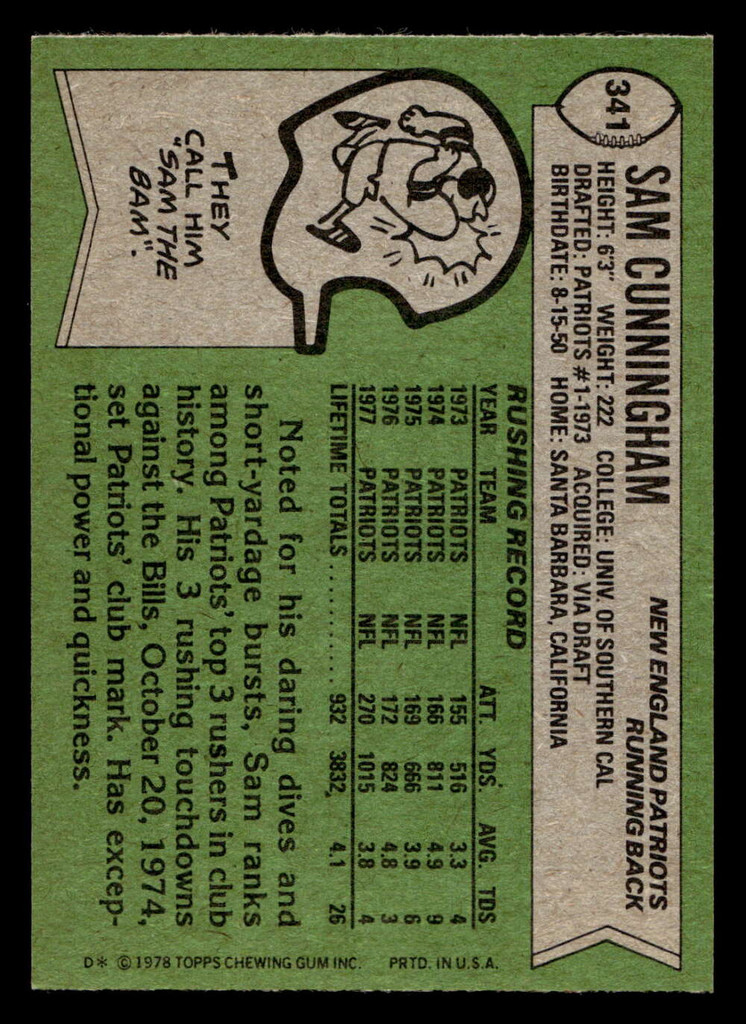 341
SAM CUNNINGHAM
NEW ENGLAND PATRIOTS
RUNNING BACK
HEIGHT: 6'3" WEIGHT: 222 COLLEGE: UNIV. OF SOUTHERN CAL
DRAFTED: PATRIOTS #1-1973 ACQUIRED: VIA DRAFT
BIRTHDATE: 8-15-50 HOME: SANTA BARBARA, CALIFORNIA
RUSHING RECORD
YEAR TEAM ATT. YDS. AVG. TDS
1973 PATRIOTS NFL 155 516 3.3 4
1974 PATRIOTS NFL 166 811 4.9 9
1975 PATRIOTS NFL 169 666 3.9 6
1976 PATRIOTS NFL 172 824 4.8 3
1977 PATRIOTS NFL 270 1015 3.8 4
LIFETIME TOTALS .......... 932 3832 4.1 26
Noted for his daring dives and
short-yardage bursts, Sam ranks
among Patriots' top 3 rushers in club
history. His 3 rushing touchdowns
against the Bills, October 20, 1974,
set Patriots' club mark. Has excep-
tional power and quickness.
THEY
CALL HIM
"SAM THE
BAM".
D* © 1978 TOPPS CHEWING GUM INC. PRTD. IN U.S.A.